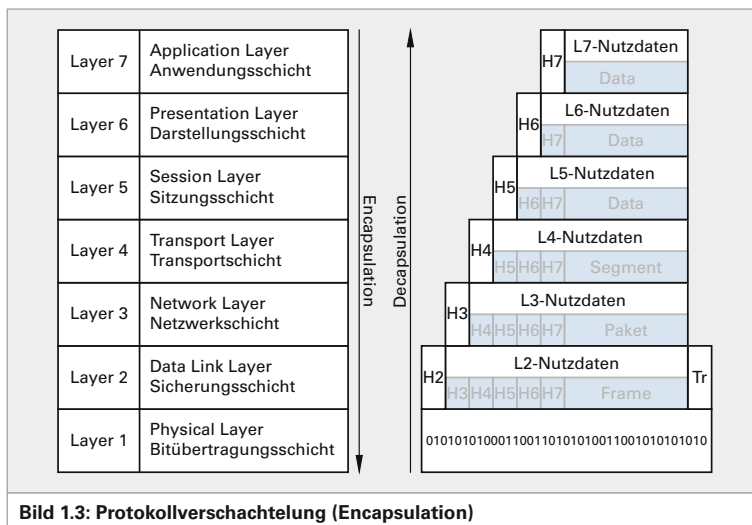 Layer 7
Application Layer
Anwendungsschicht
Layer 6
Presentation Layer
Darstellungsschicht
Layer 5
Session Layer
Sitzungsschicht
Layer 4
Transport Layer
Transportschicht
Layer 3
Network Layer
Netzwerkschicht
Layer 2
Data Link Layer
Sicherungsschicht
Layer 1
Physical Layer
Bitübertragungsschicht
Encapsulation
Decapsulation
H7
L7-Nutzdaten
Data
H6
L6-Nutzdaten
H7 Data
H5
L5-Nutzdaten
H6 H7 Data
H4
L4-Nutzdaten
H5 H6 H7 Segment
H3
L3-Nutzdaten
H4 H5 H6 H7 Paket
H2
L2-Nutzdaten
Tr
H3 H4 H5 H6 H7 Frame
Bild 1.3: Protokollverschachtelung (Encapsulation)